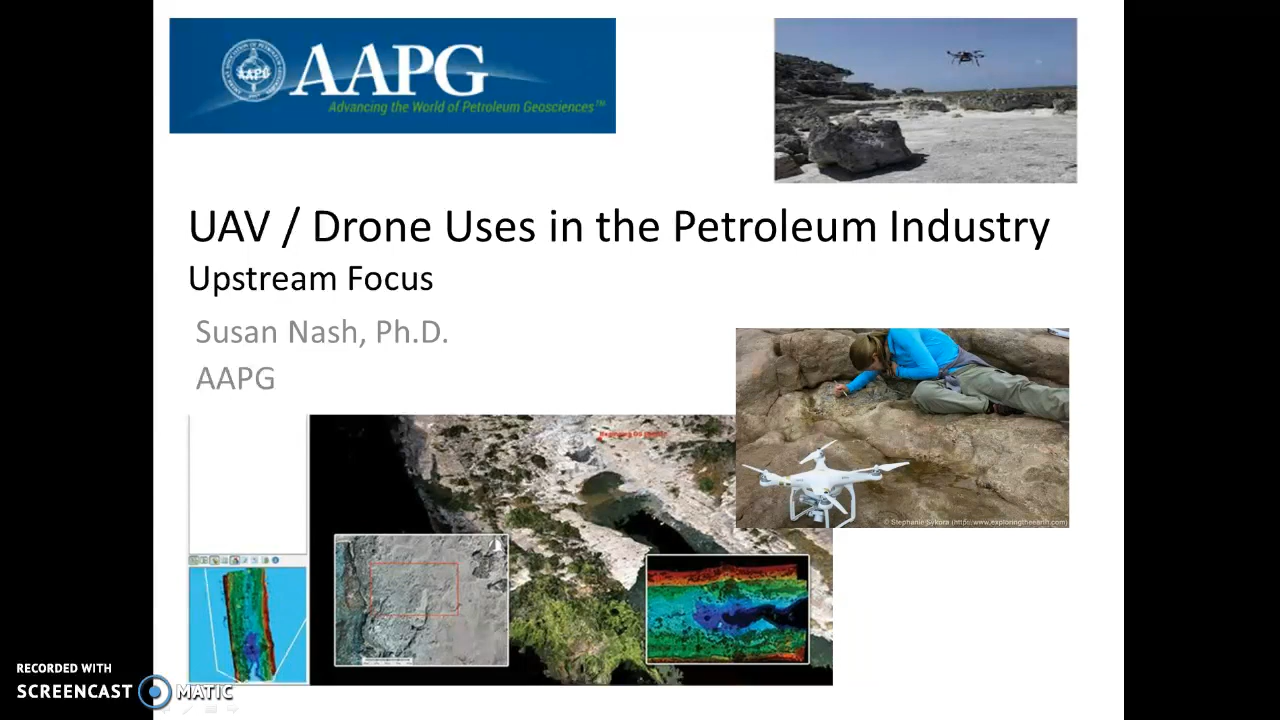 AAPG
Advancing the World of Petroleum Geosciences™
UAV / Drone Uses in the Petroleum Industry
Upstream Focus
Susan Nash, Ph.D.
AAPG
© Stephanie Sykora (http://www.exploringtheearth.com)
RECORDED WITH
SCREENCAST MATIC